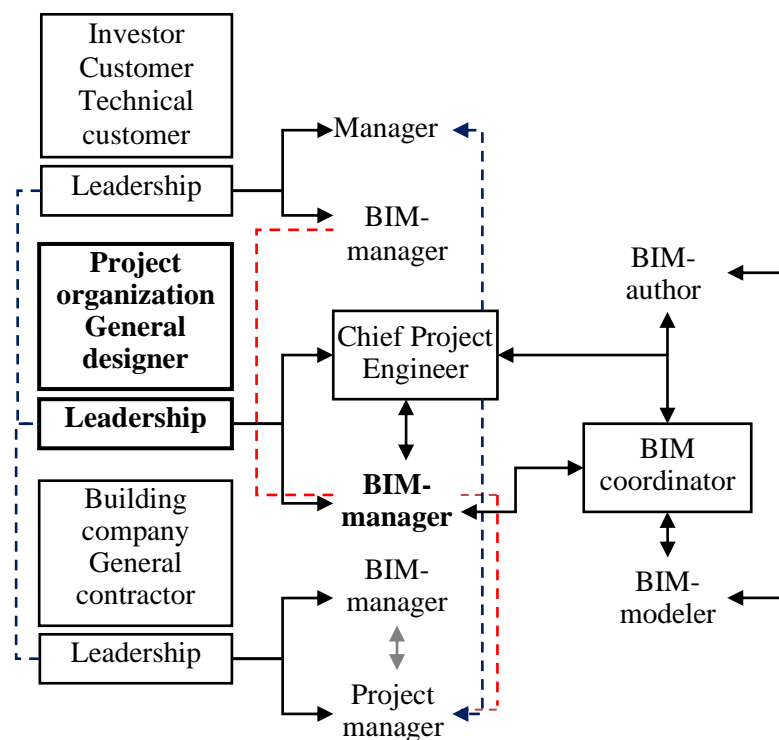 Investor
Customer
Technical
customer
Leadership
Manager
BIM-
manager
Project
organization
General
designer
Leadership
Chief Project
Engineer
BIM-
manager
BIM-
author
BIM
coordinator
BIM-
modeler
Building
company
General
contractor
Leadership
BIM-
manager
Project
manager